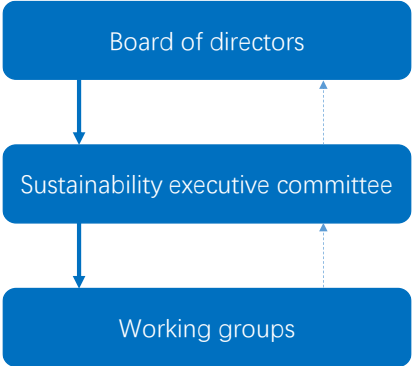 Board of directors
Sustainability executive committee
Working groups